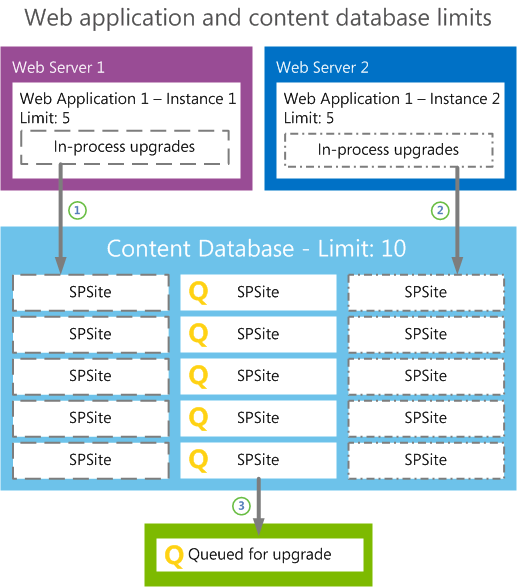 Web application and content database limits
Web Server 1
Web Application 1 – Instance 1
Limit: 5
In-process upgrades
Web Server 2
Web Application 1 – Instance 2
Limit: 5
In-process upgrades
1
2
Content Database - Limit: 10
SPSite
Q SPSite
SPSite
SPSite
Q SPSite
SPSite
SPSite
Q SPSite
SPSite
SPSite
Q SPSite
SPSite
SPSite
Q SPSite
SPSite
3
Q Queued for upgrade